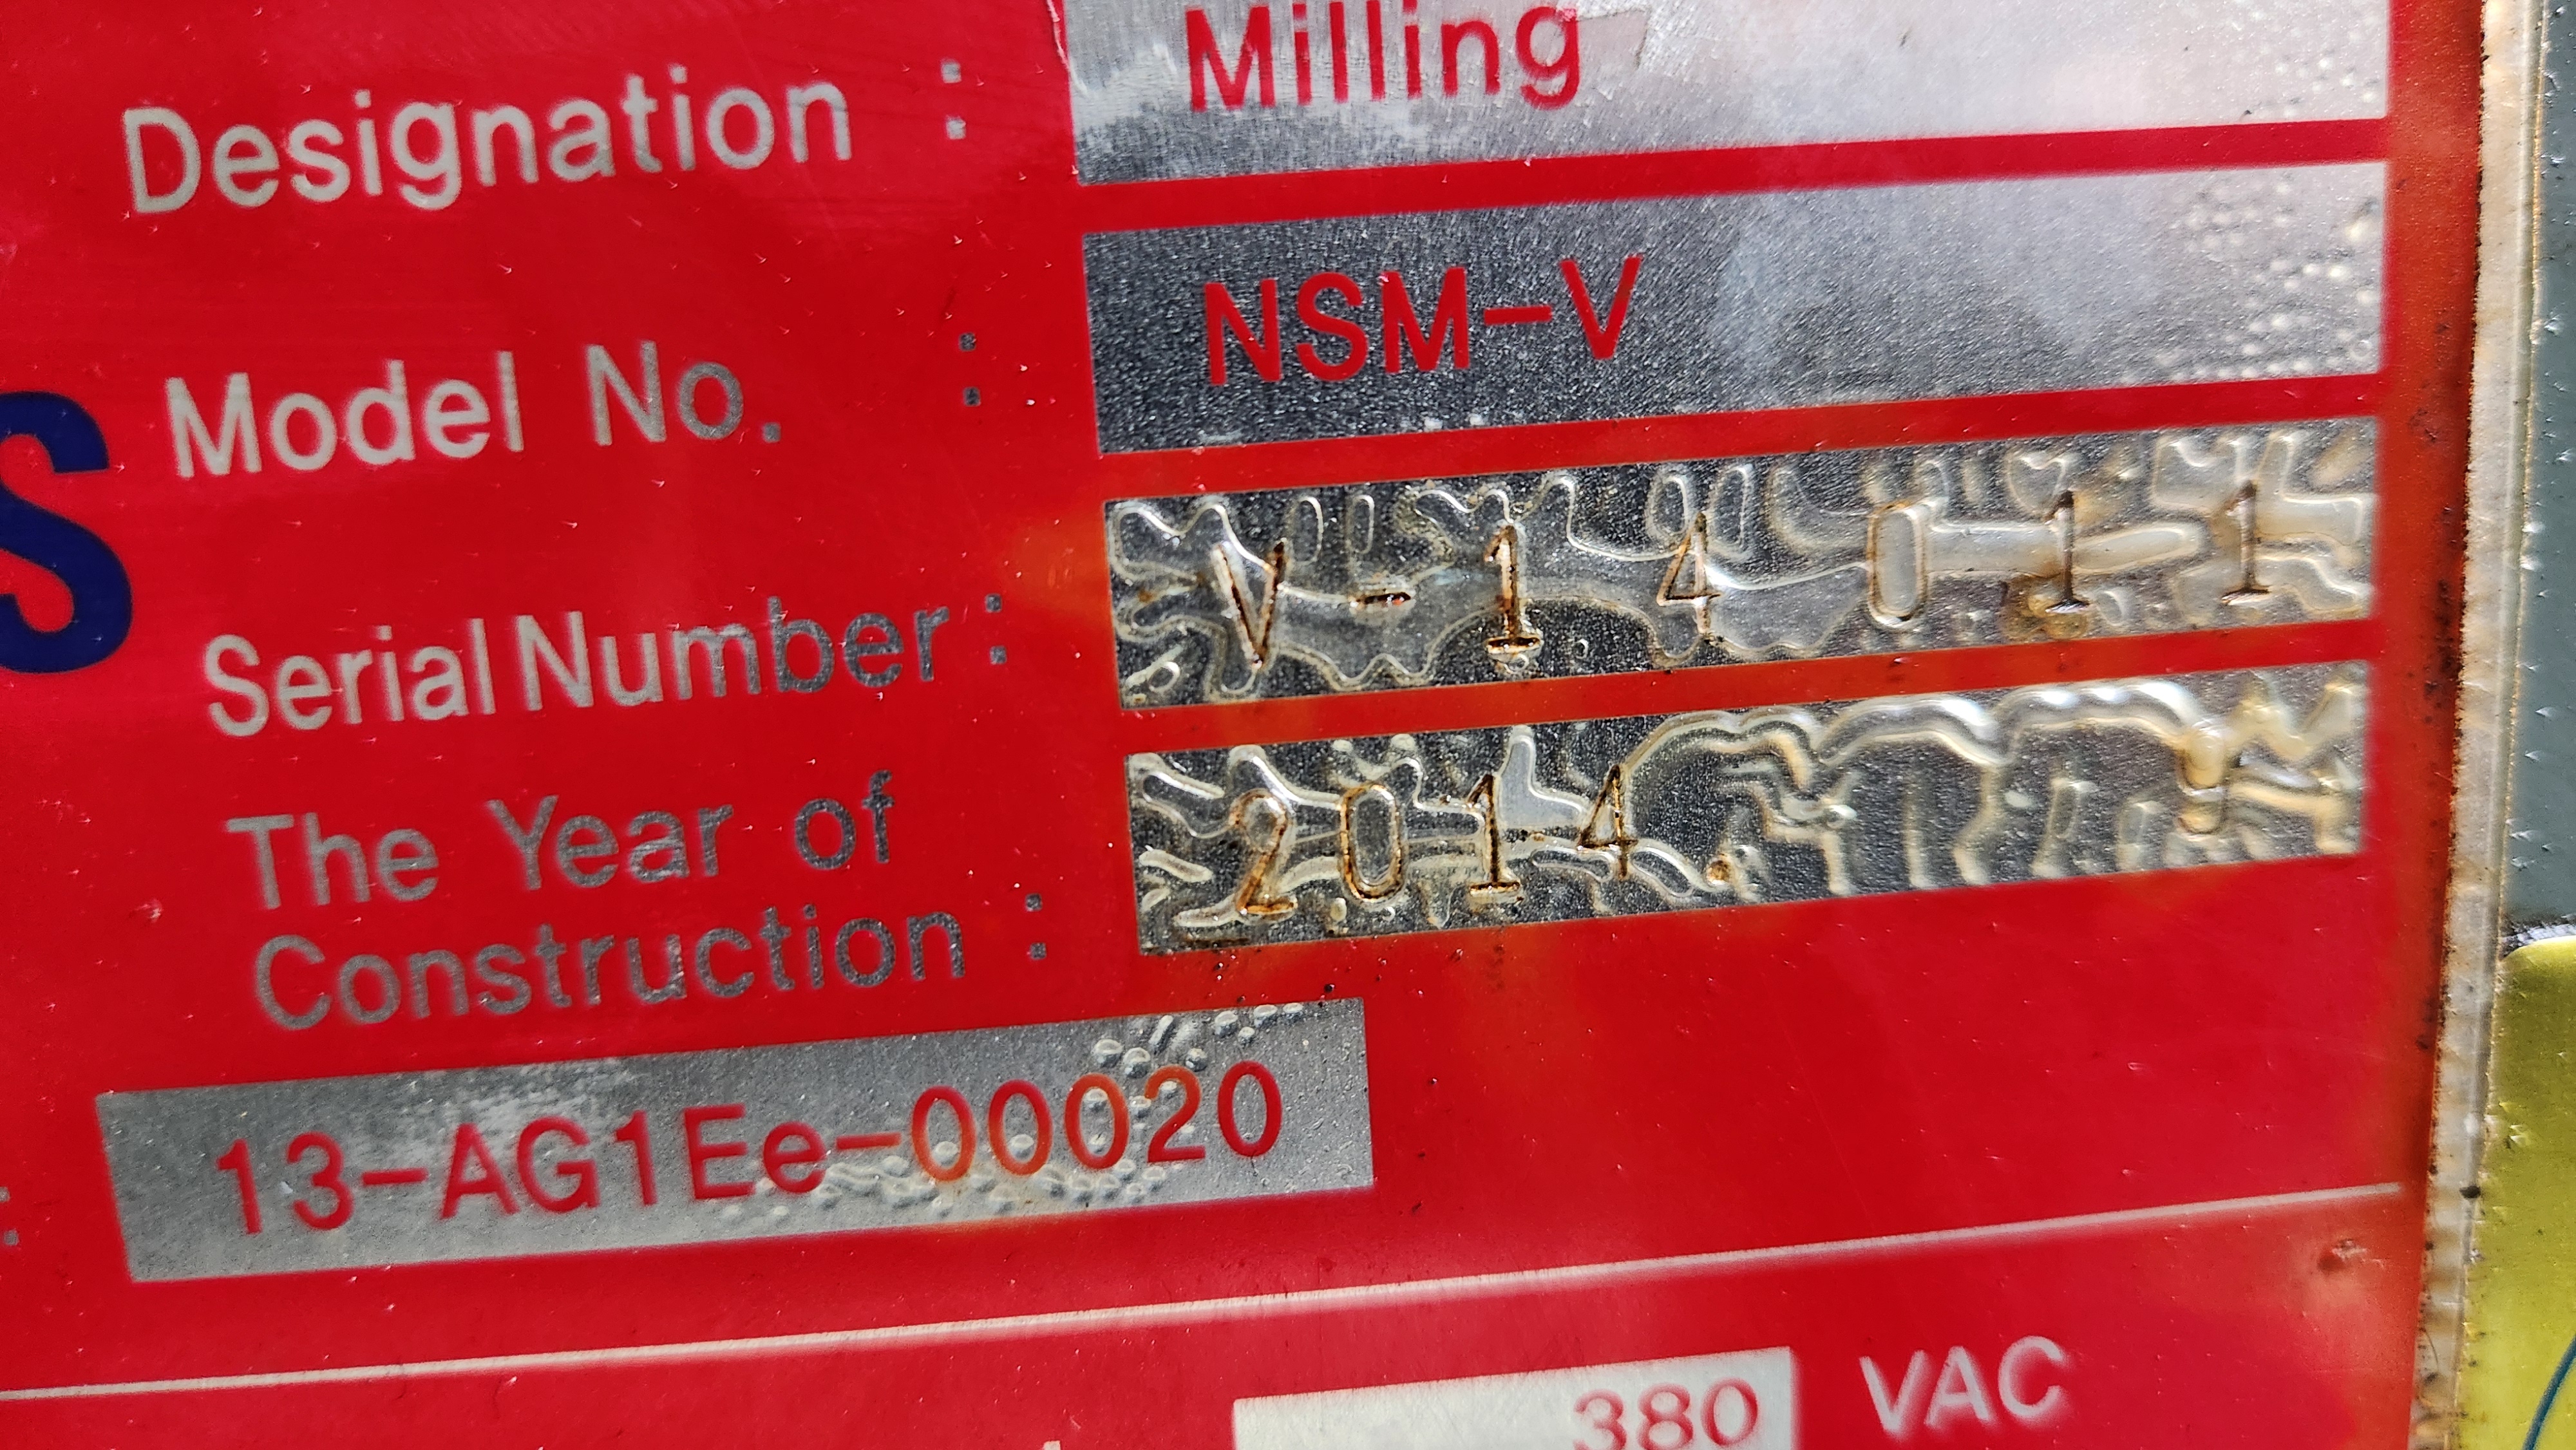 Designation : Milling
Model No. : NSM-V
S
Serial Number : V-14011
The Year of
Construction : 2014
13-AG1Ee-00020
380 VAC